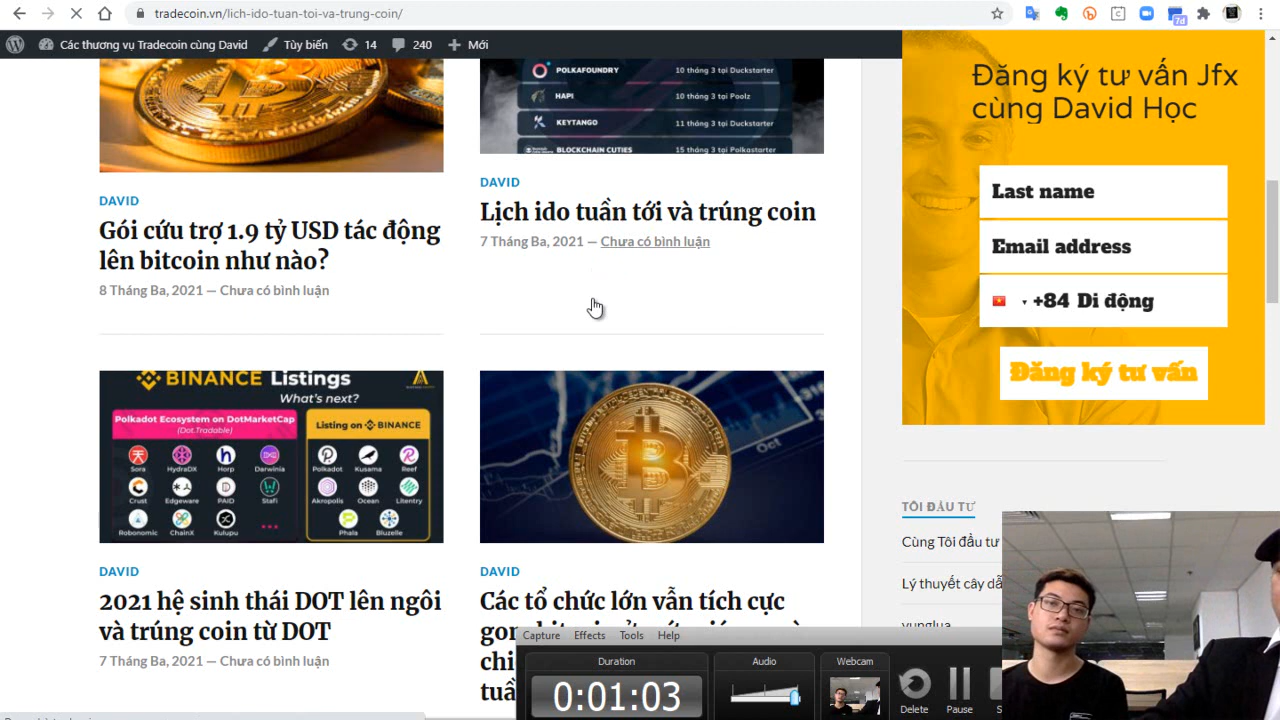 tradecoin.vn/lich-ido-tuan-toi-va-trung-coin/
7d
Các thương vụ Tradecoin cùng David
Tùy biến
14
240
Mới
POLKAFOUNDRY
10 tháng 3 tại Duckstarter
HAPI
10 tháng 3 tại Poolz
KEYTANGO
11 tháng 3 tại Duckstarter
BLOCKCHAIN CUTIES
15 tháng 3 tại Polkastarter
DAVID
Gói cứu trợ 1.9 tỷ USD tác động
lên bitcoin như nào?
8 Tháng Ba, 2021 — Chưa có bình luận
DAVID
Lịch ido tuần tới và trúng coin
7 Tháng Ba, 2021 — Chưa có bình luận
BINANCE Listings
What's next?
Polkadot Ecosystem on DotMarketCap
(Dot.Tradable)
Listing on BINANCE
Sora
HydraDX
Horp
Darwinia
Polkadot
Kusama
Reef
Crust
Edgeware
PAID
Stafi
Akropolis
Ocean
Litentry
Robonomic
ChainX
Kulupu
Phala
Bluzelle
Oct
DAVID
2021 hệ sinh thái DOT lên ngôi
và trúng coin từ DOT
7 Tháng Ba, 2021 — Chưa có bình luận
DAVID
Các tổ chức lớn vẫn tích cực
chi
tuầ
Đăng ký tư vấn Jfx
cùng David Học
Last name
Email address
+84 Di động
Đăng ký tư vấn
TÔI ĐẦU TƯ
Cùng Tôi đầu tư
Lý thuyết cây dẫ
vunglua
Capture
Effects
Tools
Help
Duration
0:01:03
Audio
Webcam
Delete
Pause
S